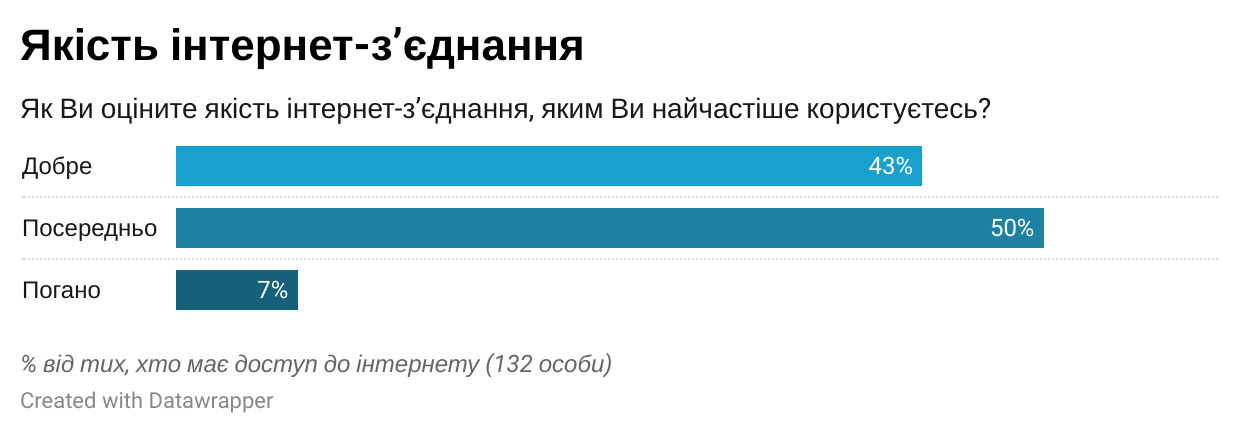 Якість інтернет-з’єднання
Як Ви оціните якість інтернет-з’єднання, яким Ви найчастіше користуєтесь?
Добре 43%
Посередньо 50%
Погано 7%
% від тих, хто має доступ до інтернету (132 особи)
Created with Datawrapper